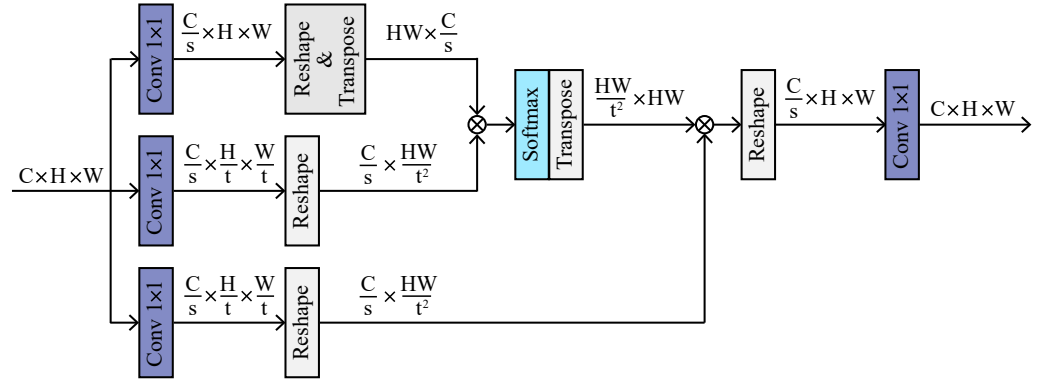 C×H×W
Conv 1×1
C/s×H×W
Reshape
&
Transpose
HW×C/s
Conv 1×1
C/s×H/t×W/t
Reshape
C/s×HW/t²
Conv 1×1
C/s×H/t×W/t
Reshape
C/s×HW/t²
Softmax
Transpose
HW/t²×HW
Reshape
C/s×H×W
Conv 1×1
C×H×W